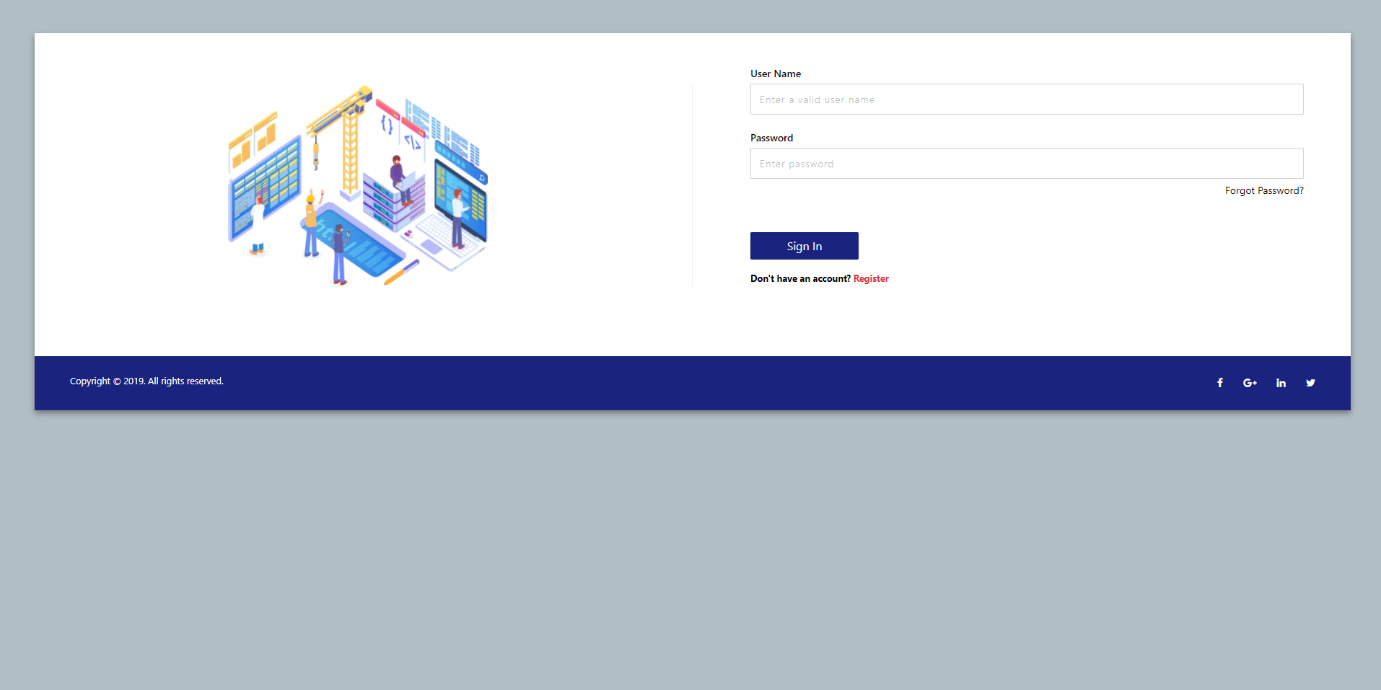 User Name
Enter a valid user name
Password
Enter password
Forgot Password?
Sign In
Don't have an account? Register
Copyright © 2019. All rights reserved.